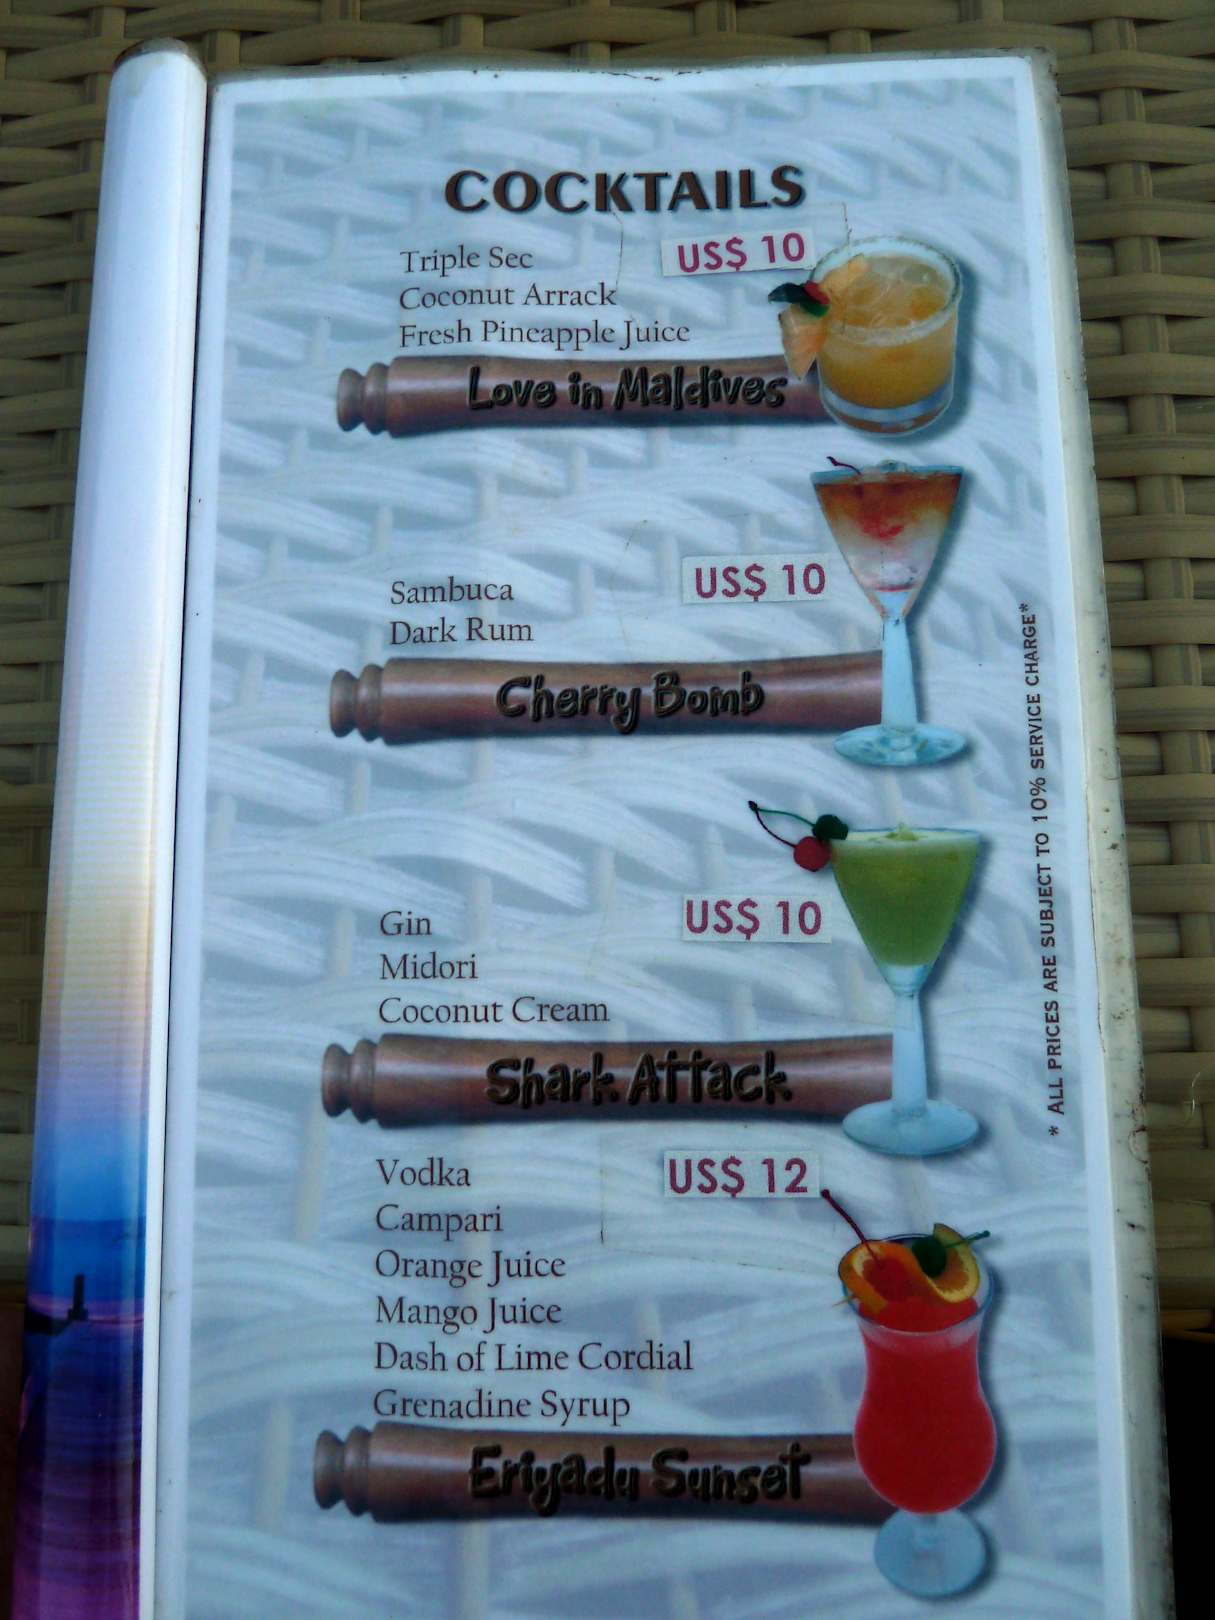 COCKTAILS
Triple Sec
US$ 10
Coconut Arrack
Fresh Pineapple Juice
Love in Maldives
Sambuca
US$ 10
Dark Rum
Cherry Bomb
Gin
US$ 10
Midori
Coconut Cream
Shark Attack
Vodka
US$ 12
Campari
Orange Juice
Mango Juice
Dash of Lime Cordial
Grenadine Syrup
Eriyadu Sunset
* ALL PRICES ARE SUBJECT TO 10% SERVICE CHARGE*